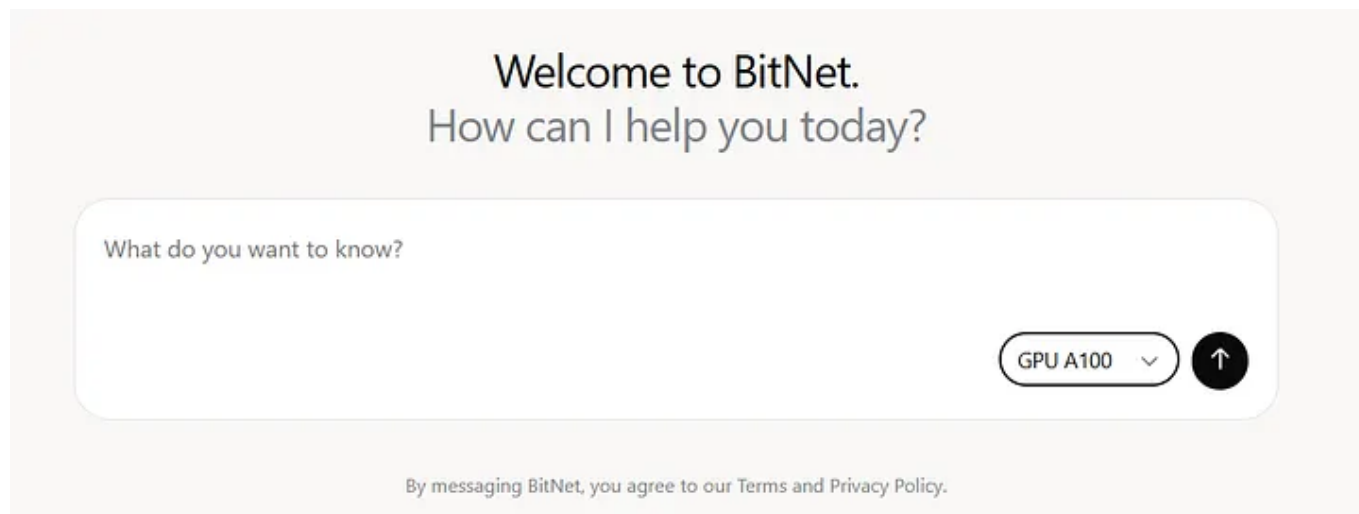 Welcome to BitNet.
How can I help you today?
What do you want to know?
GPU A100
By messaging BitNet, you agree to our Terms and Privacy Policy.